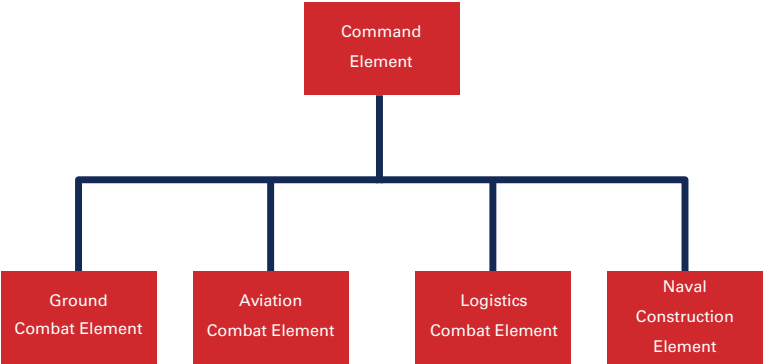 Command
Element
Ground
Combat Element
Aviation
Combat Element
Logistics
Combat Element
Naval
Construction
Element